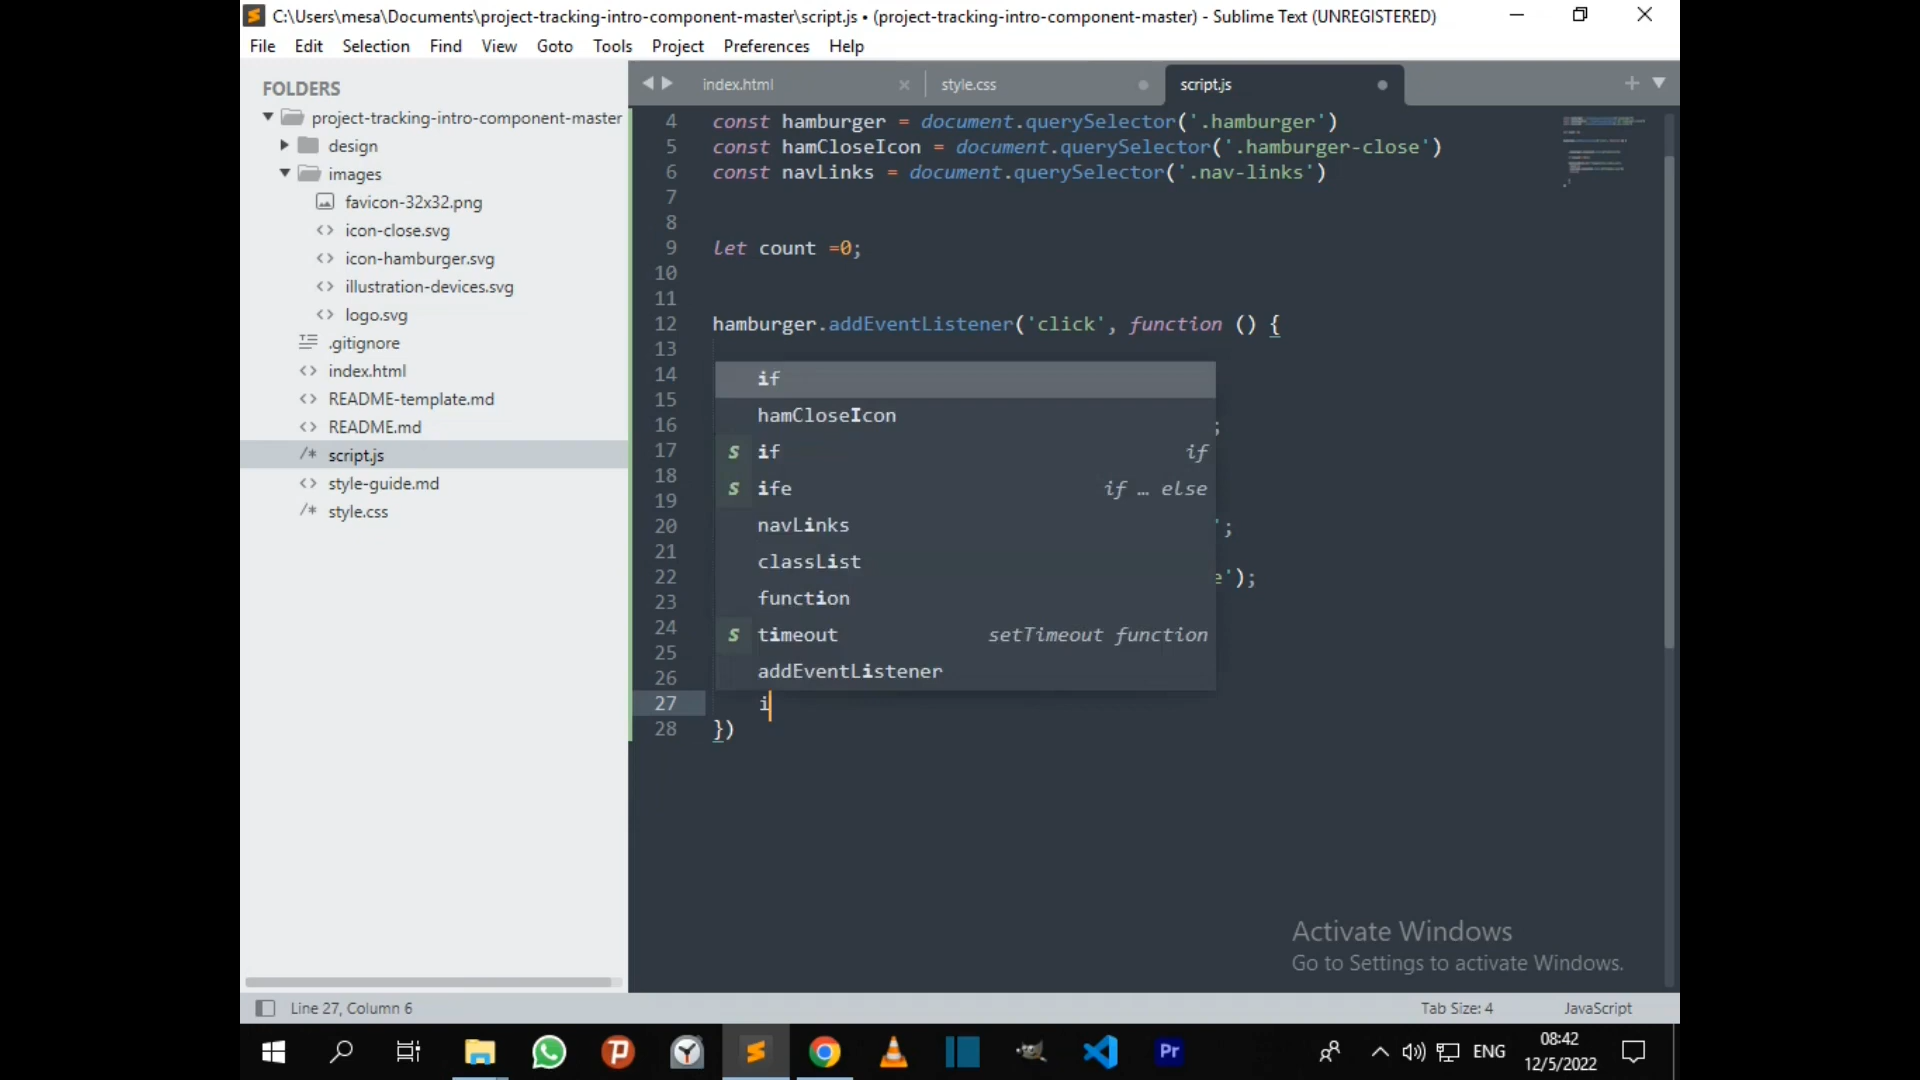 C:\Users\mesa\Documents\project-tracking-intro-component-master\script.js • (project-tracking-intro-component-master) - Sublime Text (UNREGISTERED)
File Edit Selection Find View Goto Tools Project Preferences Help
FOLDERS
project-tracking-intro-component-master
design
images
favicon-32x32.png
icon-close.svg
icon-hamburger.svg
illustration-devices.svg
logo.svg
.gitignore
index.html
README-template.md
README.md
script.js
style-guide.md
style.css
index.html style.css script.js
4 const hamburger = document.querySelector('.hamburger')
5 const hamCloseIcon = document.querySelector('.hamburger-close')
6 const navLinks = document.querySelector('.nav-links')
7
8
9 let count =0;
10
11
12 hamburger.addEventListener('click', function () {
13
14
15
16 ;
17
18
19
20 ';
21
22 e');
23
24
25
26
27 i
28 })
if
hamCloseIcon
S if if
S ife if … else
navLinks
classList
function
S timeout setTimeout function
addEventListener
Activate Windows
Go to Settings to activate Windows.
Line 27, Column 6 Tab Size: 4 JavaScript
Pr ENG 08:42
12/5/2022